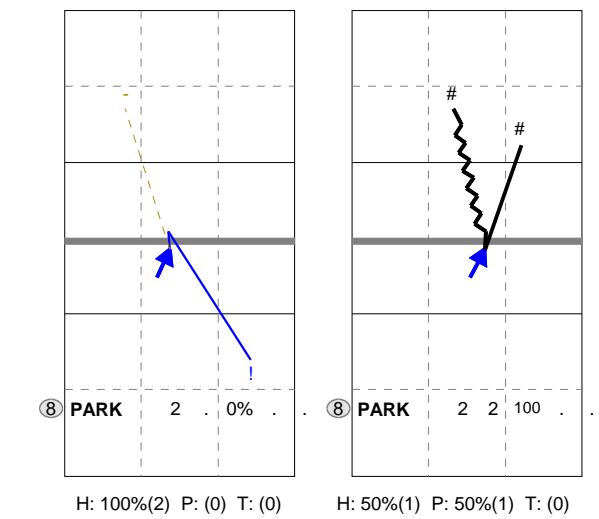 -
#
#
!
8 PARK 2 . 0% . .
8 PARK 2 2 100 . .
H: 100%(2) P: (0) T: (0)
H: 50%(1) P: 50%(1) T: (0)